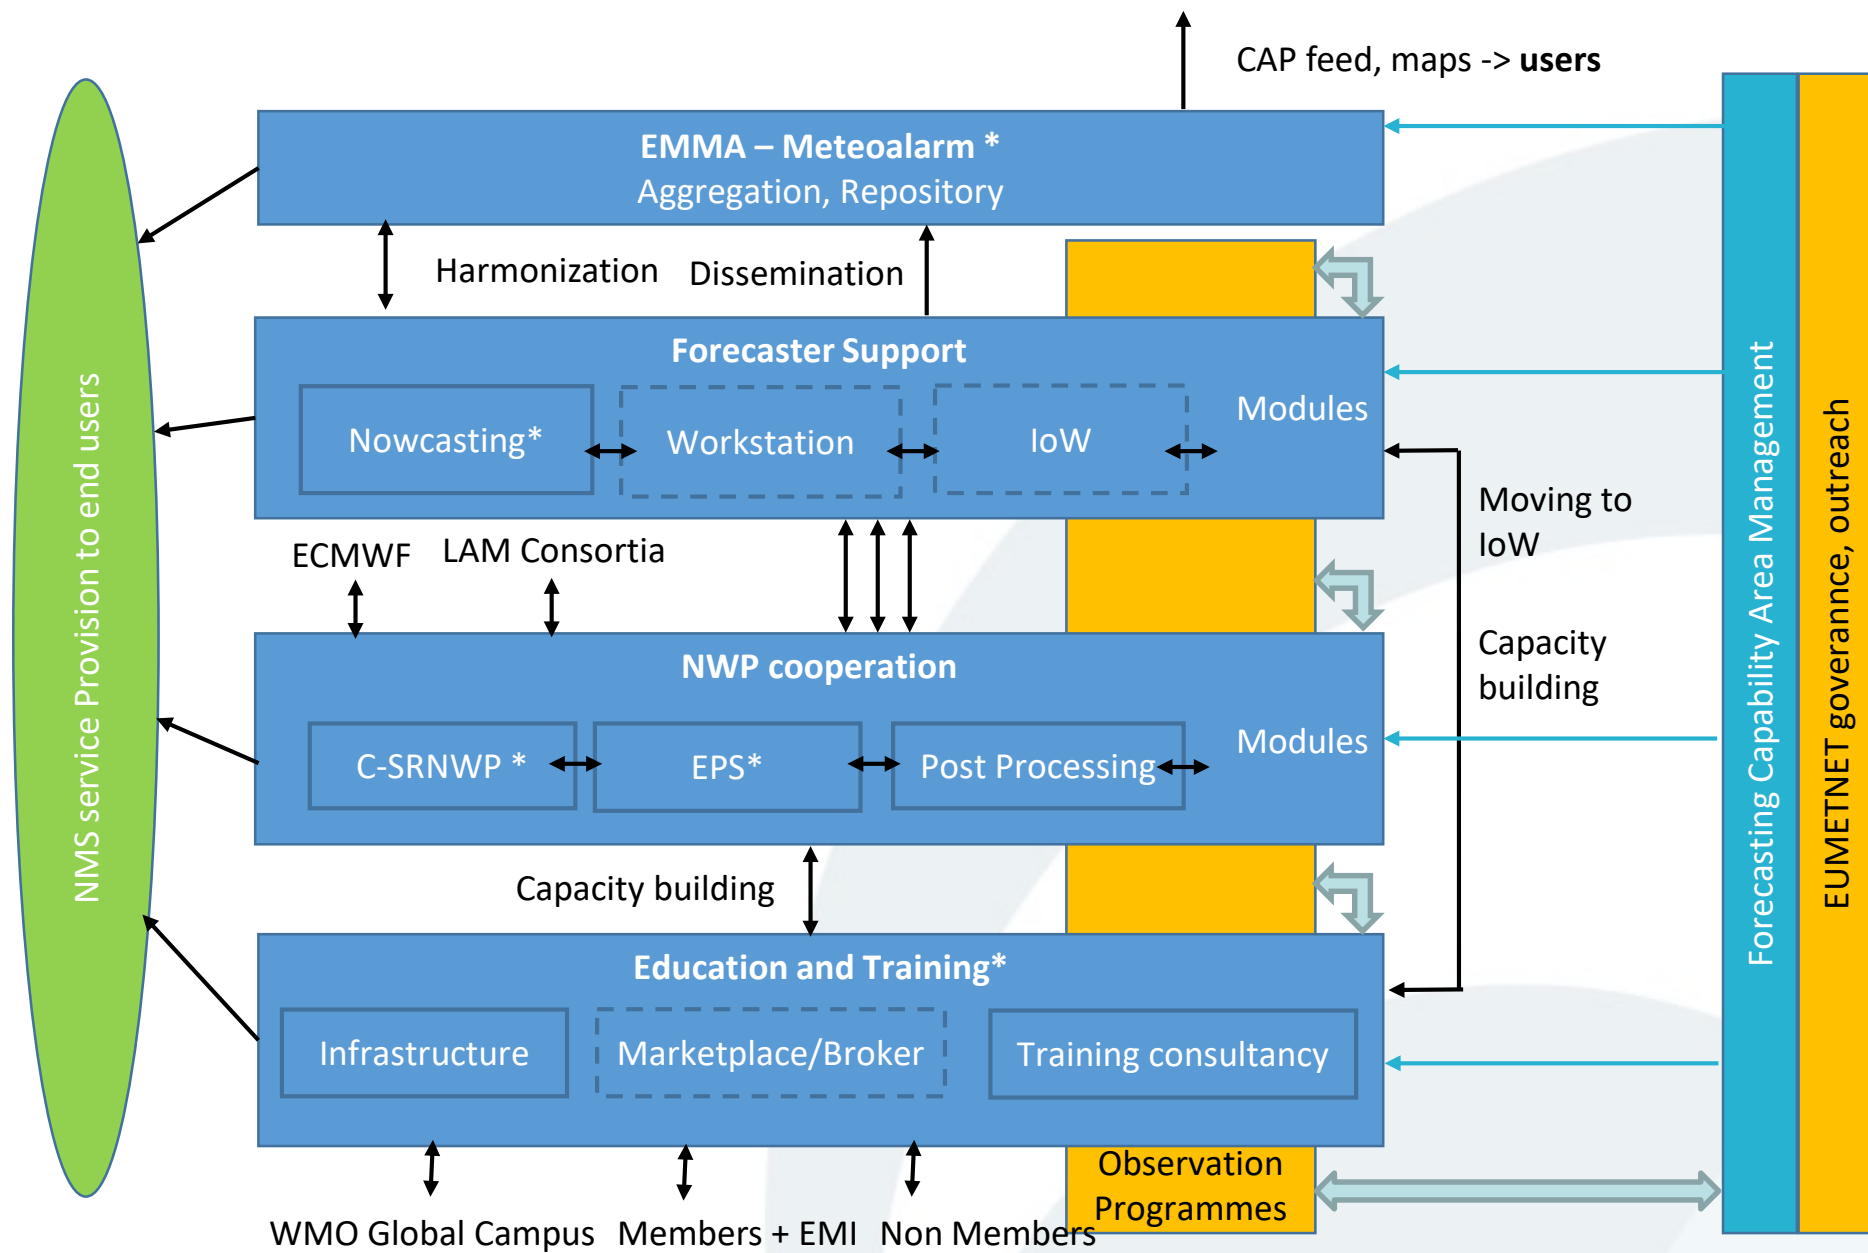 CAP feed, maps -> users
EMMA – Meteoalarm *
Aggregation, Repository
Harmonization
Dissemination
Forecaster Support
Nowcasting*
Workstation
IoW
Modules
ECMWF
LAM Consortia
Moving to
IoW
NWP cooperation
C-SRNWP *
EPS*
Post Processing
Modules
Capacity
building
Capacity building
Education and Training*
Infrastructure
Marketplace/Broker
Training consultancy
Observation
Programmes
WMO Global Campus
Members + EMI
Non Members
NMS service Provision to end users
Forecasting Capability Area Management
EUMETNET goverannce, outreach